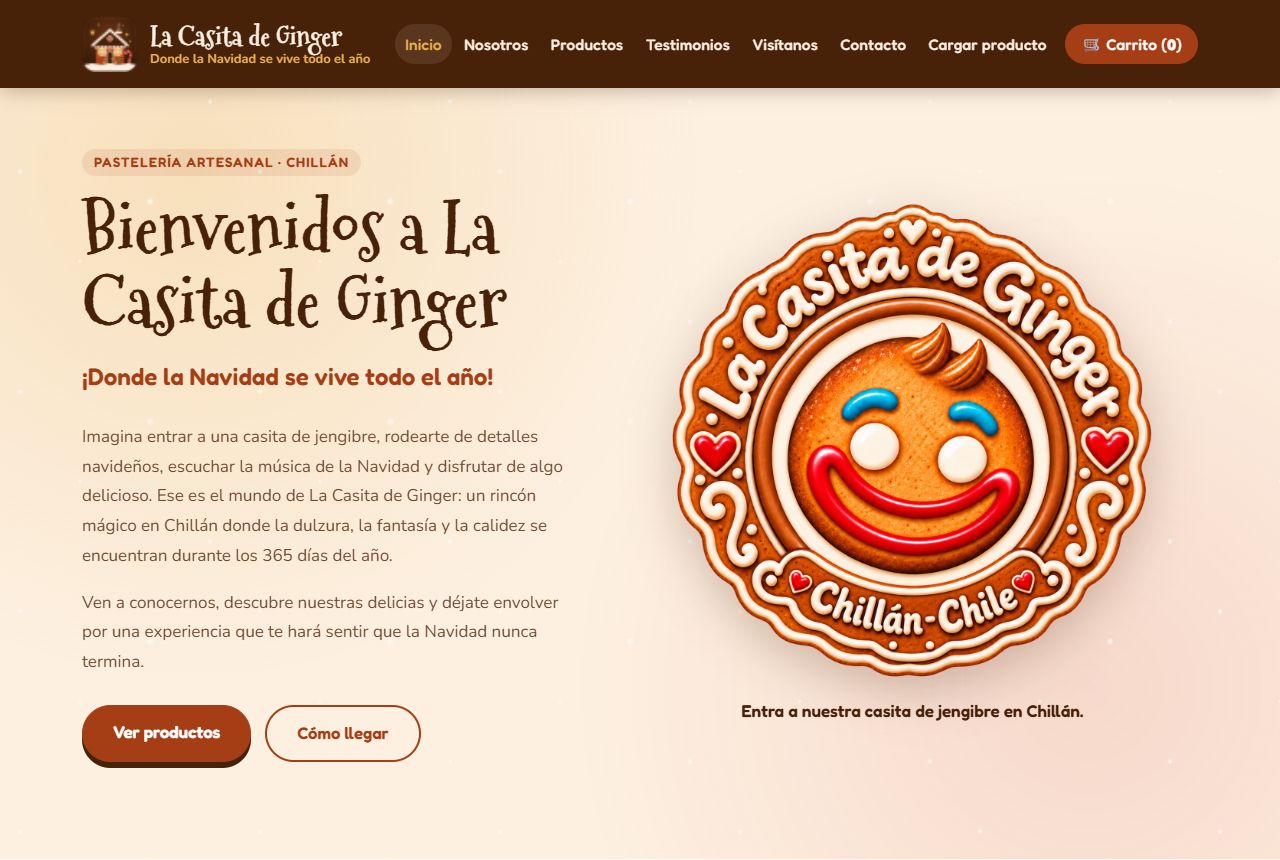 La Casita de Ginger
Donde la Navidad se vive todo el año
Inicio
Nosotros
Productos
Testimonios
Visítanos
Contacto
Cargar producto
Carrito (0)
PASTELERÍA ARTESANAL · CHILLÁN
Bienvenidos a La
Casita de Ginger
¡Donde la Navidad se vive todo el año!
Imagina entrar a una casita de jengibre, rodearte de detalles
navideños, escuchar la música de la Navidad y disfrutar de algo
delicioso. Ese es el mundo de La Casita de Ginger: un rincón
mágico en Chillán donde la dulzura, la fantasía y la calidez se
encuentran durante los 365 días del año.
Ven a conocernos, descubre nuestras delicias y déjate envolver
por una experiencia que te hará sentir que la Navidad nunca
termina.
Ver productos
Cómo llegar
La Casita de Ginger
Chillán-Chile
Entra a nuestra casita de jengibre en Chillán.